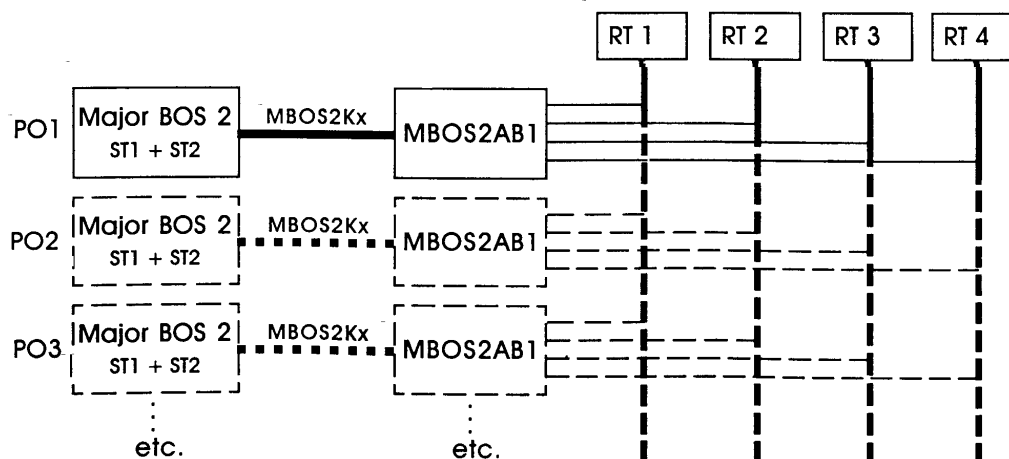 RT 1
RT 2
RT 3
RT 4
PO1
Major BOS 2
ST1 + ST2
MBOS2Kx
MBOS2AB1
PO2
Major BOS 2
ST1 + ST2
MBOS2Kx
MBOS2AB1
PO3
Major BOS 2
ST1 + ST2
MBOS2Kx
MBOS2AB1
etc.
etc.